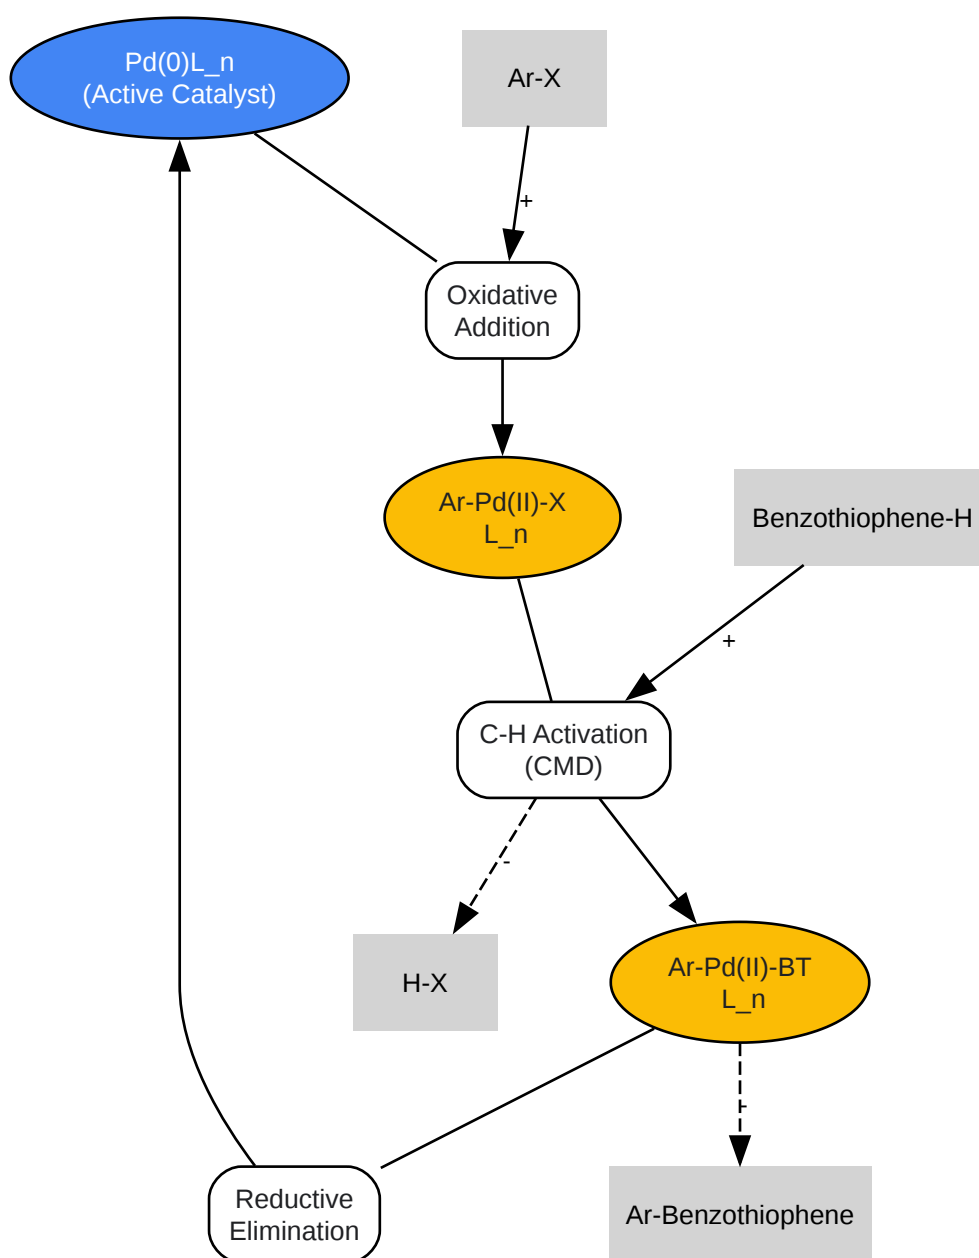 Pd(0)L_n
(Active Catalyst)
Ar-X
+
Oxidative
Addition
Ar-Pd(II)-X
L_n
Benzothiophene-H
+
C-H Activation
(CMD)
-
H-X
Ar-Pd(II)-BT
L_n
-
Reductive
Elimination
Ar-Benzothiophene